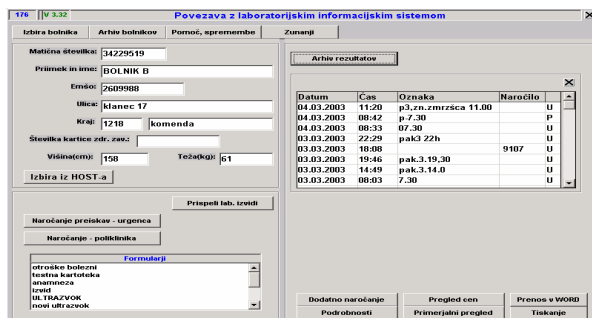 176 V 3.32 Povezava z laboratorijskim informacijskim sistemom
Izbira bolnika Arhiv bolnikov Pomoč, spremembe Zunanji
Matična številka: 34229519
Priimek in ime: BOLNIK B
Emšo: 2609988
Ulica: klanec 17
Kraj: 1218 komenda
Številka kartice zdr. zav.:
Višina(cm): 158 Teža(kg): 61
Izbira iz HOST-a
Prispeli lab. izvidi
Naročanje preiskav - urgenca
Naročanje - poliklinika
Formularji
otroške bolezni
testna kartoteka
anamneza
izvid
ULTRAZVOK
novi ultrazvok
Arhiv rezultatov
Datum Čas Oznaka Naročilo
04.03.2003 11:20 p3,zn.zmrzšca 11.00 U
04.03.2003 08:42 p-7.30 P
04.03.2003 08:33 07.30 U
03.03.2003 22:29 pak3 22h U
03.03.2003 18:08 9107 U
03.03.2003 19:46 pak.3.19,30 U
03.03.2003 14:49 pak.3.14.0 U
03.03.2003 08:03 7.30 U
Dodatno naročanje Pregled cen Prenos v WORD
Podrobnosti Primerjalni pregled Tiskanje